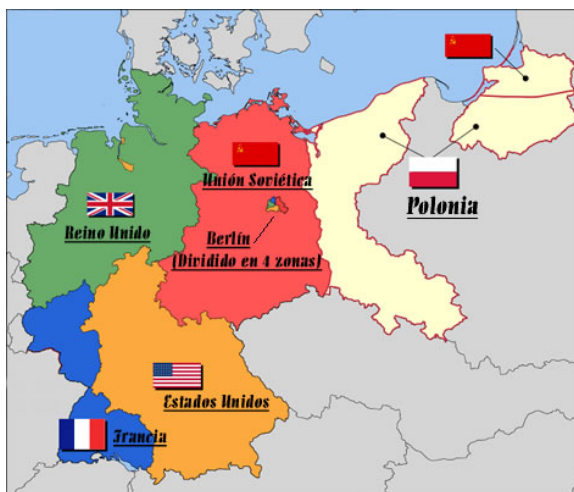 Unión Soviética
Polonia
Reino Unido
Berlín
(Dividido en 4 zonas)
Estados Unidos
Francia